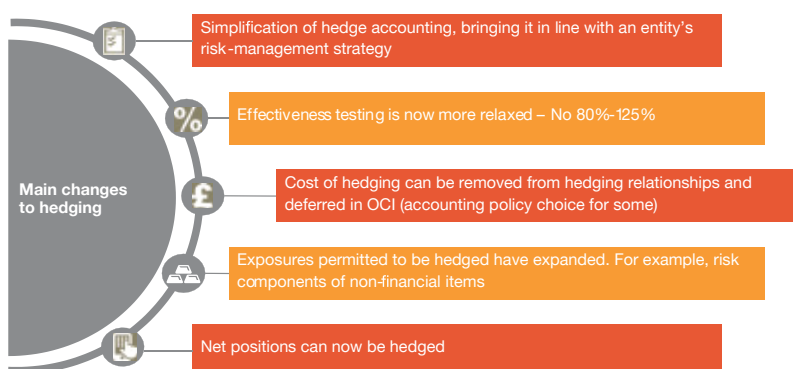 Simplification of hedge accounting, bringing it in line with an entity's
risk-management strategy
Effectiveness testing is now more relaxed – No 80%-125%
%
Main changes
to hedging
Cost of hedging can be removed from hedging relationships and
deferred in OCI (accounting policy choice for some)
£
Exposures permitted to be hedged have expanded. For example, risk
components of non-financial items
Net positions can now be hedged